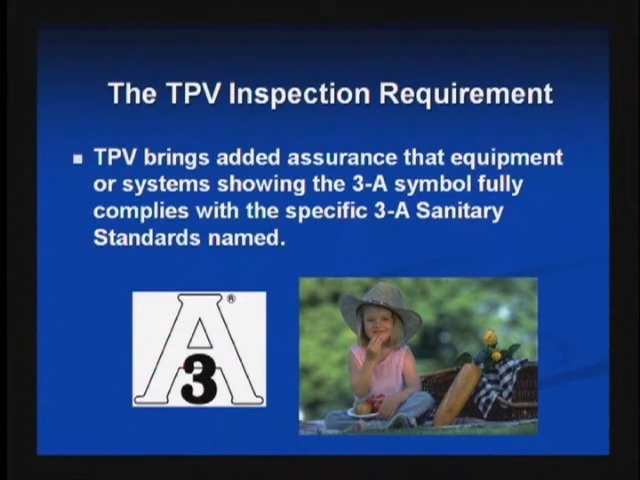 The TPV Inspection Requirement
TPV brings added assurance that equipment
or systems showing the 3-A symbol fully
complies with the specific 3-A Sanitary
Standards named.
A ®
3